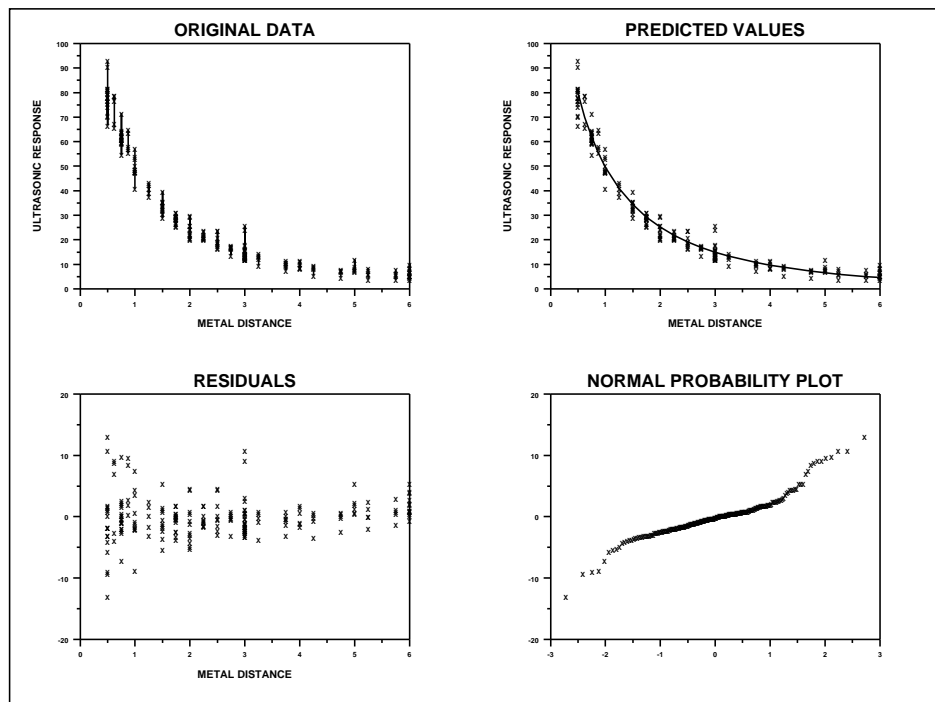 ORIGINAL DATA
100
90
80
70
60
50
40
30
20
10
0
ULTRASONIC RESPONSE
0 1 2 3 4 5 6
METAL DISTANCE
PREDICTED VALUES
100
90
80
70
60
50
40
30
20
10
0
ULTRASONIC RESPONSE
-3 -2 -1 0 1 2 3 4 5 6
METAL DISTANCE
RESIDUALS
20
10
0
-10
-20
0 1 2 3 4 5 6
METAL DISTANCE
NORMAL PROBABILITY PLOT
20
10
0
-10
-20
-3 -2 -1 0 1 2 3